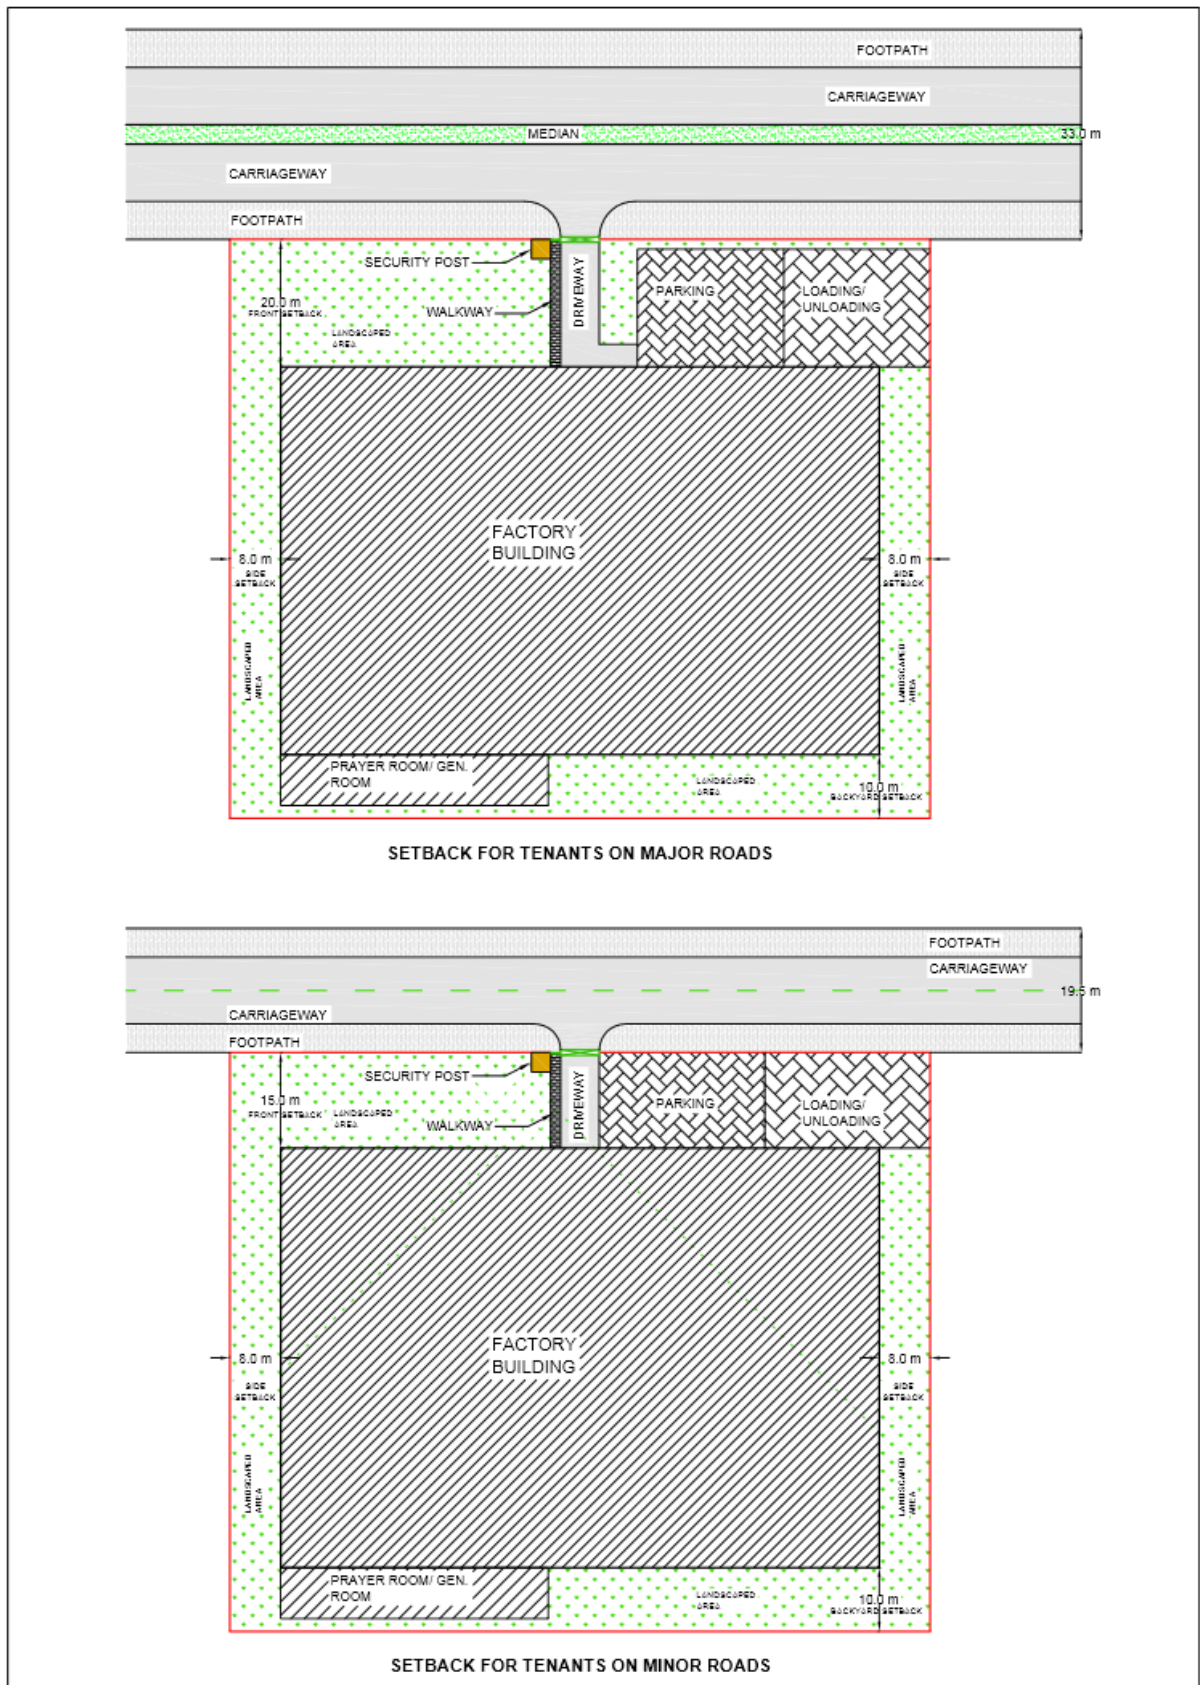 FOOTPATH
CARRIAGEWAY
MEDIAN
33.0 m
CARRIAGEWAY
FOOTPATH
SECURITY POST
DRIVEWAY
PARKING
LOADING/
UNLOADING
20.0 m
FRONT SETBACK
WALKWAY
LANDSCAPED
AREA
FACTORY
BUILDING
8.0 m
SIDE
SETBACK
8.0 m
SIDE
SETBACK
LANDSCAPED
AREA
LANDSCAPED
AREA
PRAYER ROOM/ GEN.
ROOM
LANDSCAPED
AREA
10.0 m
BACKYARD SETBACK
SETBACK FOR TENANTS ON MAJOR ROADS
FOOTPATH
CARRIAGEWAY
19.5 m
CARRIAGEWAY
FOOTPATH
SECURITY POST
DRIVEWAY
15.0 m
FRONT SETBACK
LANDSCAPED
AREA
WALKWAY
PARKING
LOADING/
UNLOADING
FACTORY
BUILDING
8.0 m
SIDE
SETBACK
8.0 m
SIDE
SETBACK
LANDSCAPED
AREA
LANDSCAPED
AREA
PRAYER ROOM/ GEN.
ROOM
LANDSCAPED
AREA
10.0 m
BACKYARD SETBACK
SETBACK FOR TENANTS ON MINOR ROADS